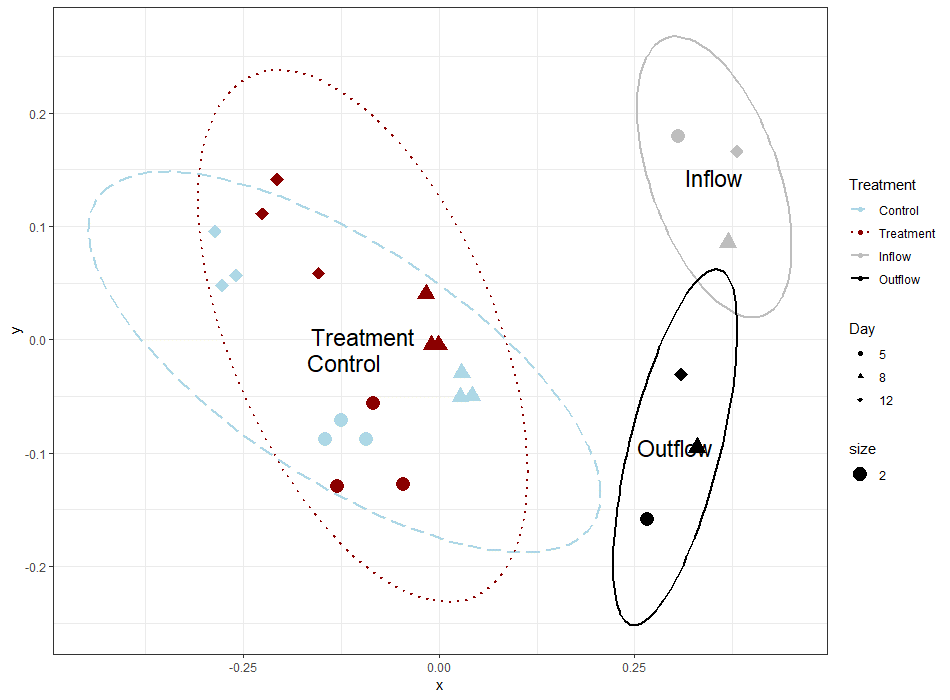 0.2
0.1
0.0
-0.1
-0.2
y
-0.25
0.00
0.25
x
Inflow
Treatment
Control
Outflow
Treatment
Control
Treatment
Inflow
Outflow
Day
5
8
12
size
2